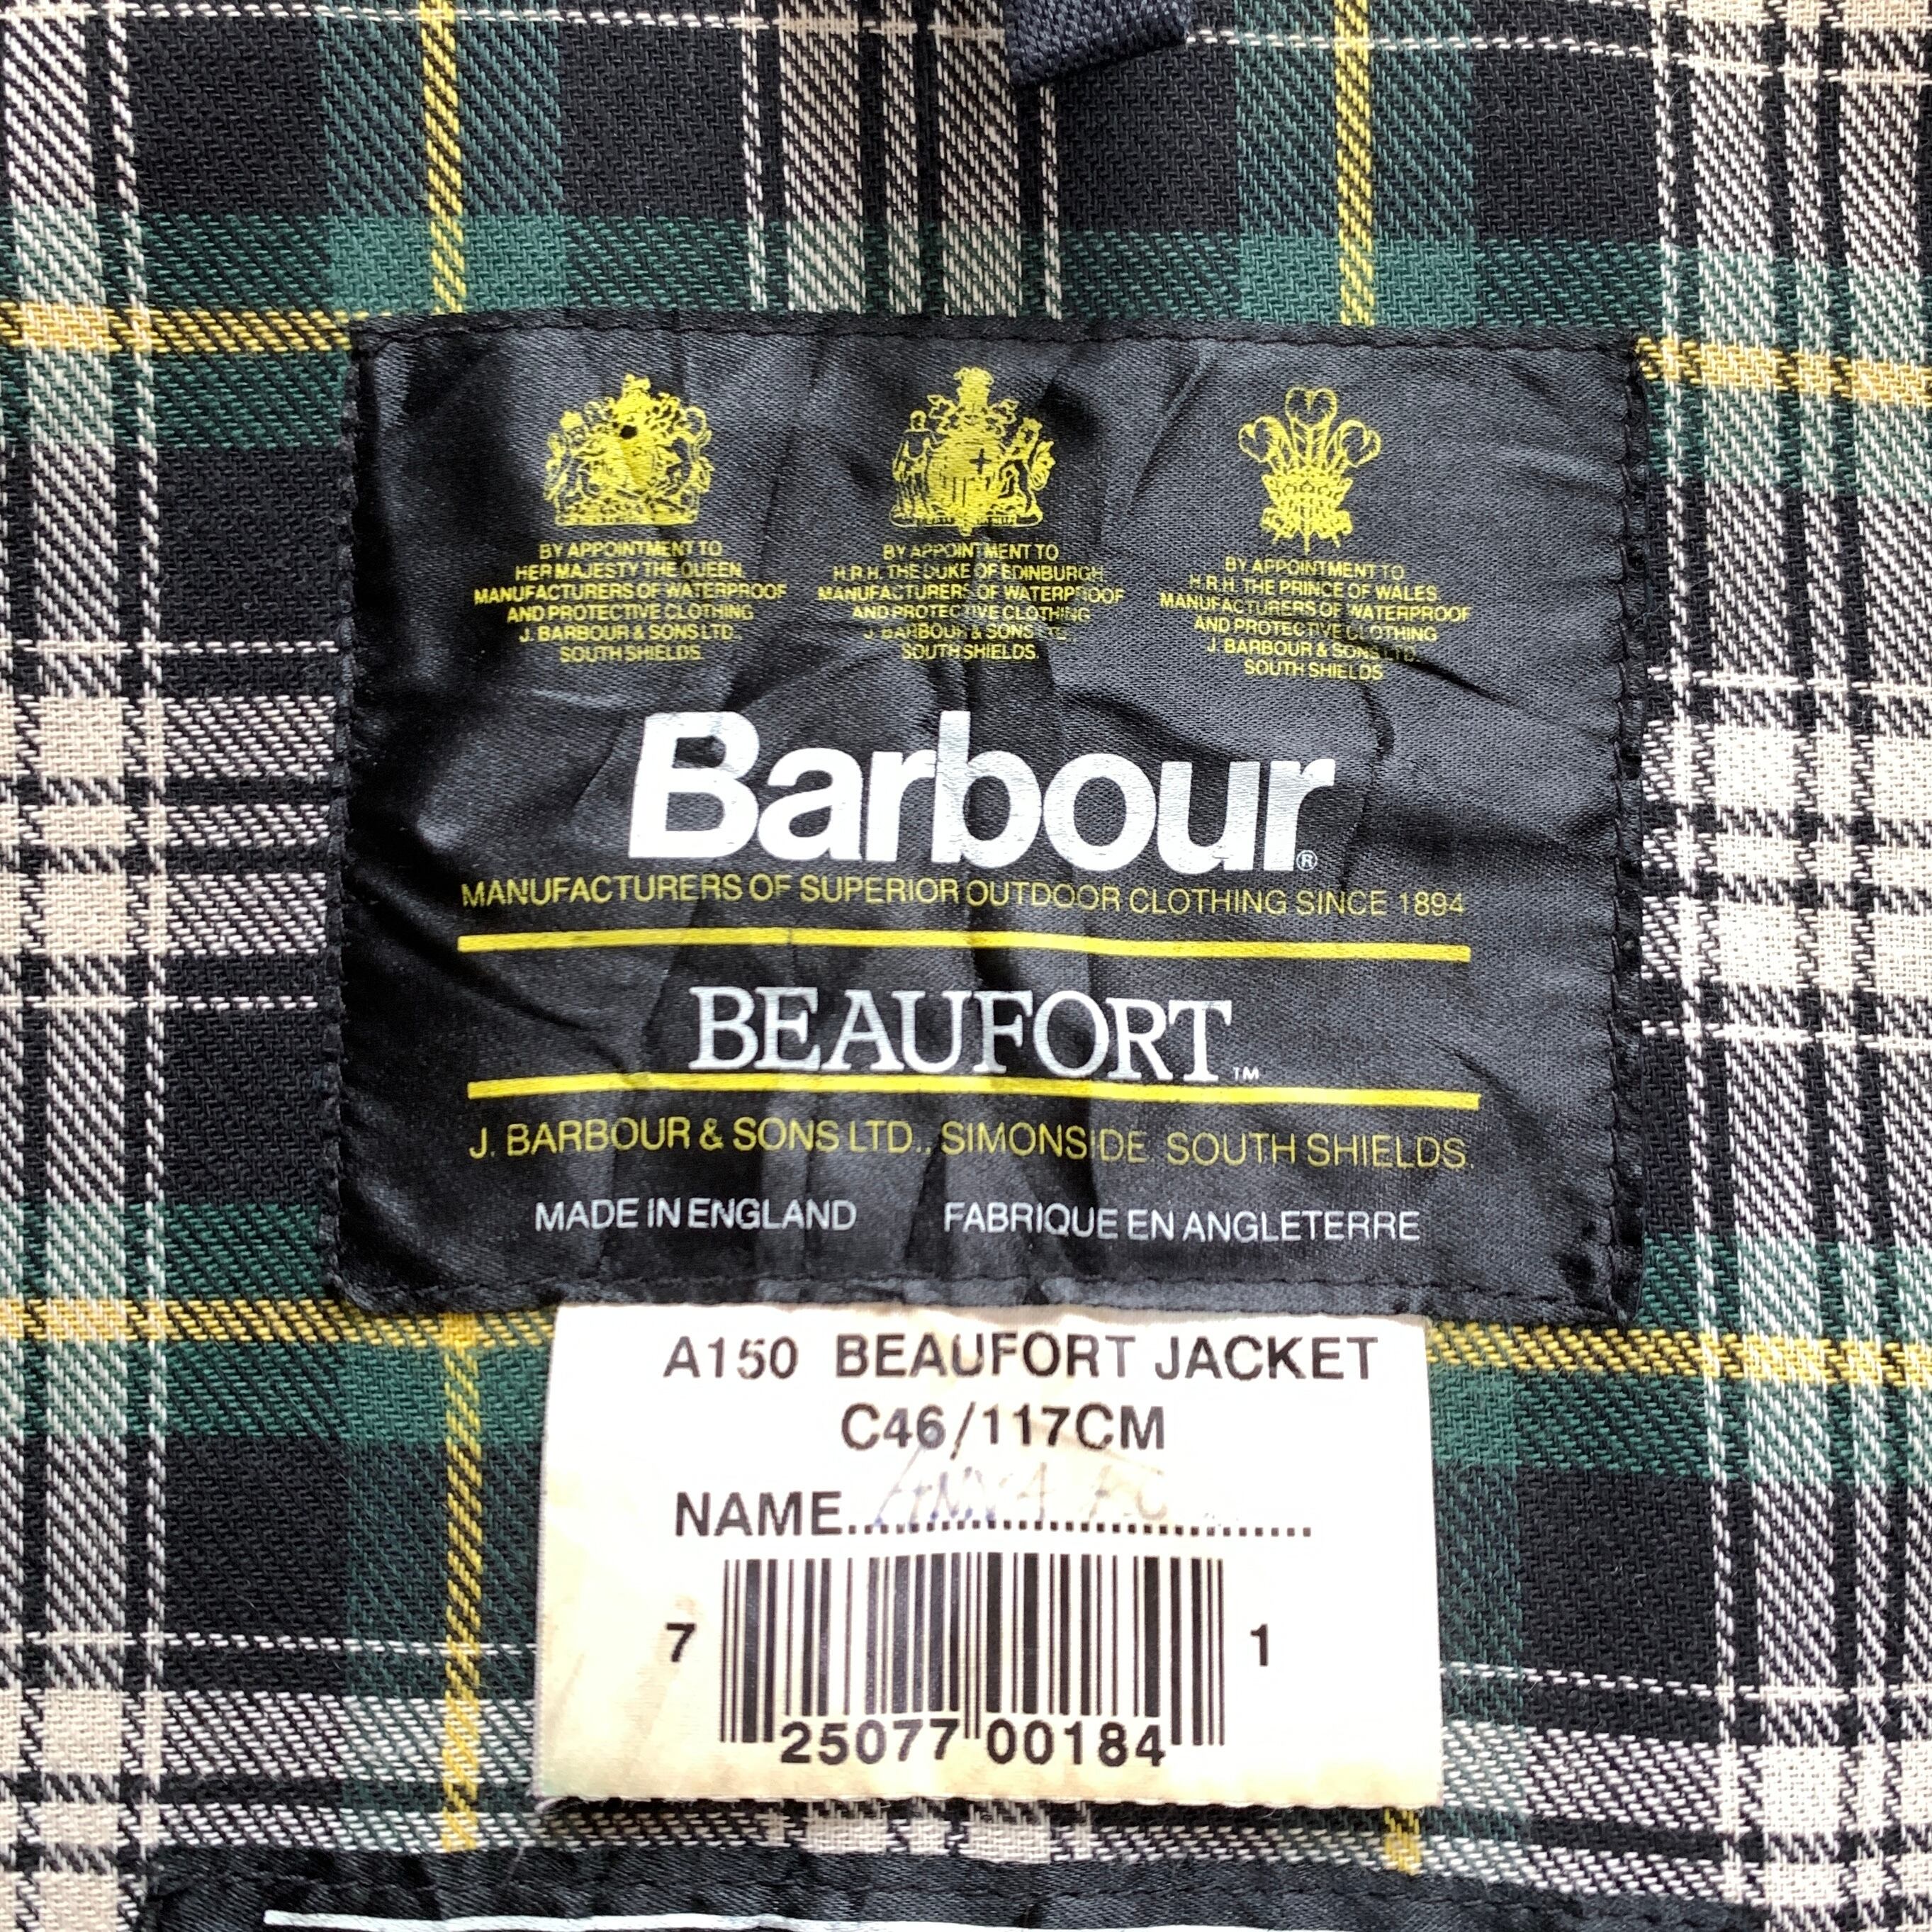 BY APPOINTMENT TO
HER MAJESTY THE QUEEN
MANUFACTURERS OF WATERPROOF
AND PROTECTIVE CLOTHING
J. BARBOUR & SONS LTD.
SOUTH SHIELDS.
BY APPOINTMENT TO
H.R.H. THE DUKE OF EDINBURGH
MANUFACTURERS OF WATERPROOF
AND PROTECTIVE CLOTHING
J. BARBOUR & SONS LTD.
SOUTH SHIELDS.
BY APPOINTMENT TO
H.R.H. THE PRINCE OF WALES
MANUFACTURERS OF WATERPROOF
AND PROTECTIVE CLOTHING
J. BARBOUR & SONS LTD.
SOUTH SHIELDS
Barbour®
MANUFACTURERS OF SUPERIOR OUTDOOR CLOTHING SINCE 1894
BEAUFORT™
J. BARBOUR & SONS LTD., SIMONSIDE. SOUTH SHIELDS.
MADE IN ENGLAND FABRIQUE EN ANGLETERRE
A150 BEAUFORT JACKET
C46/117CM
NAME..................................
7 25077 00184 1